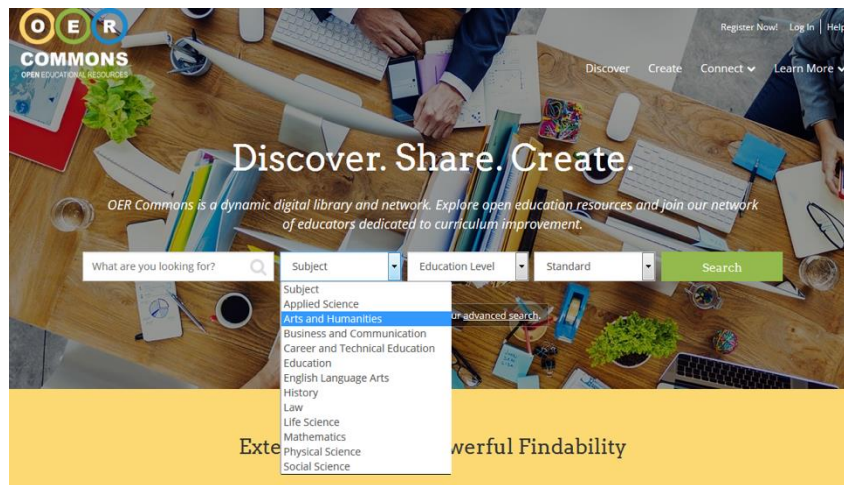 OER
COMMONS
OPEN EDUCATIONAL RESOURCES
Register Now! Log In Help
Discover Create Connect Learn More
Discover. Share. Create.
OER Commons is a dynamic digital library and network. Explore open education resources and join our network
of educators dedicated to curriculum improvement.
What are you looking for? Subject Education Level Standard Search
Subject
Applied Science
Arts and Humanities
ur advanced search.
Business and Communication
Career and Technical Education
Education
English Language Arts
History
Law
Life Science
Mathematics
Physical Science
Social Science
Exte werful Findability